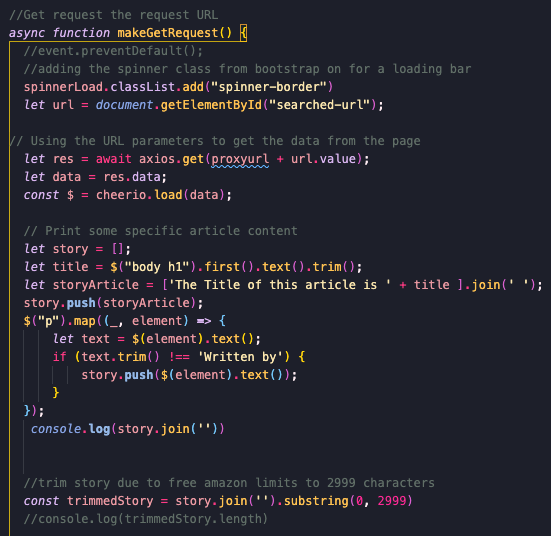 //Get request the request URL
async function makeGetRequest() {
//event.preventDefault();
//adding the spinner class from bootstrap on for a loading bar
spinnerLoad.classList.add("spinner-border")
let url = document.getElementById("searched-url");
// Using the URL parameters to get the data from the page
let res = await axios.get(proxyurl + url.value);
let data = res.data;
const $ = cheerio.load(data);
// Print some specific article content
let story = [];
let title = $("body h1").first().text().trim();
let storyArticle = ['The Title of this article is ' + title ].join(' ');
story.push(storyArticle);
$("p").map((_, element) => {
let text = $(element).text();
if (text.trim() !== 'Written by') {
story.push($(element).text());
}
});
console.log(story.join(''))
//trim story due to free amazon limits to 2999 characters
const trimmedStory = story.join('').substring(0, 2999)
//console.log(trimmedStory.length)